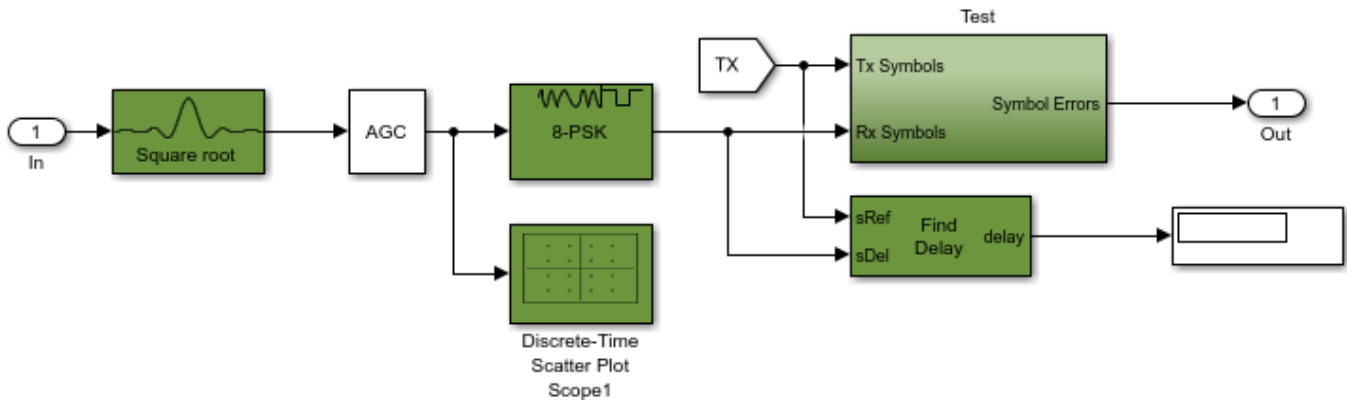 1
In
Square root
AGC
8-PSK
Discrete-Time
Scatter Plot
Scope1
TX
Test
Tx Symbols
Symbol Errors
Rx Symbols
1
Out
sRef
Find
Delay
delay
sDel